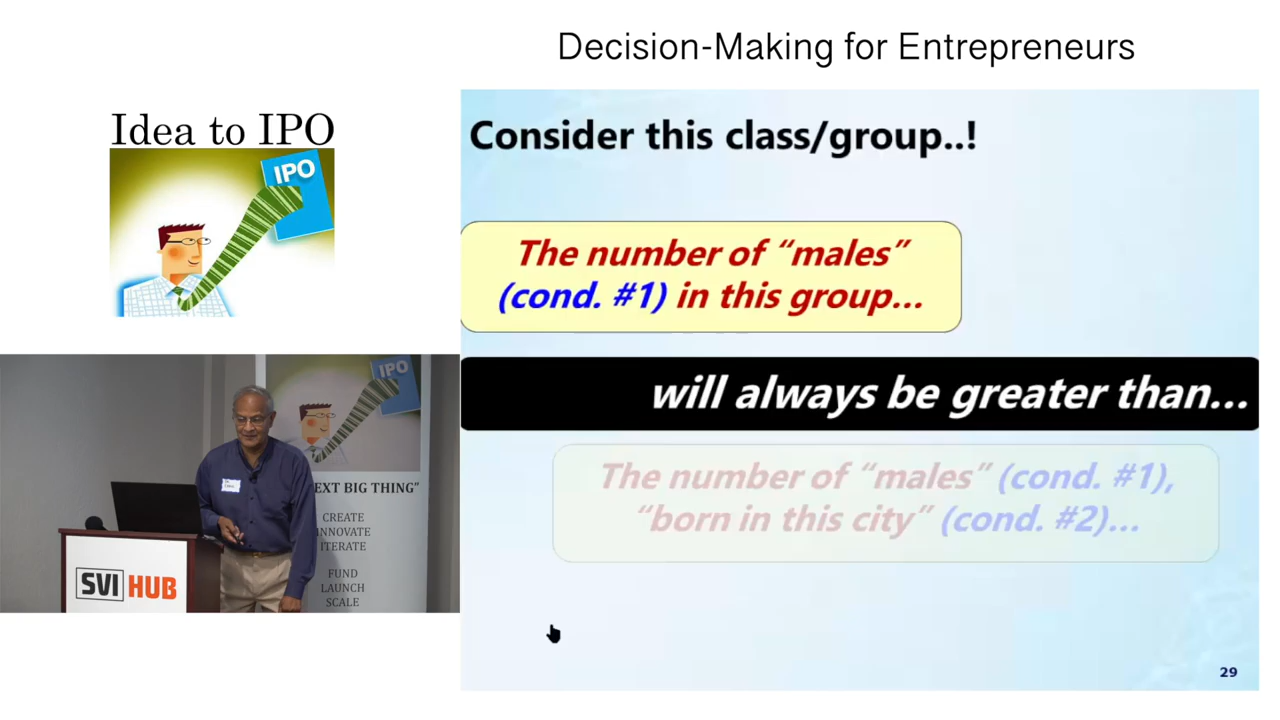 Decision-Making for Entrepreneurs
Idea to IPO
IPO
Consider this class/group..!
The number of “males”
(cond. #1) in this group...
will always be greater than...
The number of “males” (cond. #1),
“born in this city” (cond. #2)...
29
IPO
EXT BIG THING”
CREATE
INNOVATE
ITERATE
FUND
LAUNCH
SCALE
SVI HUB